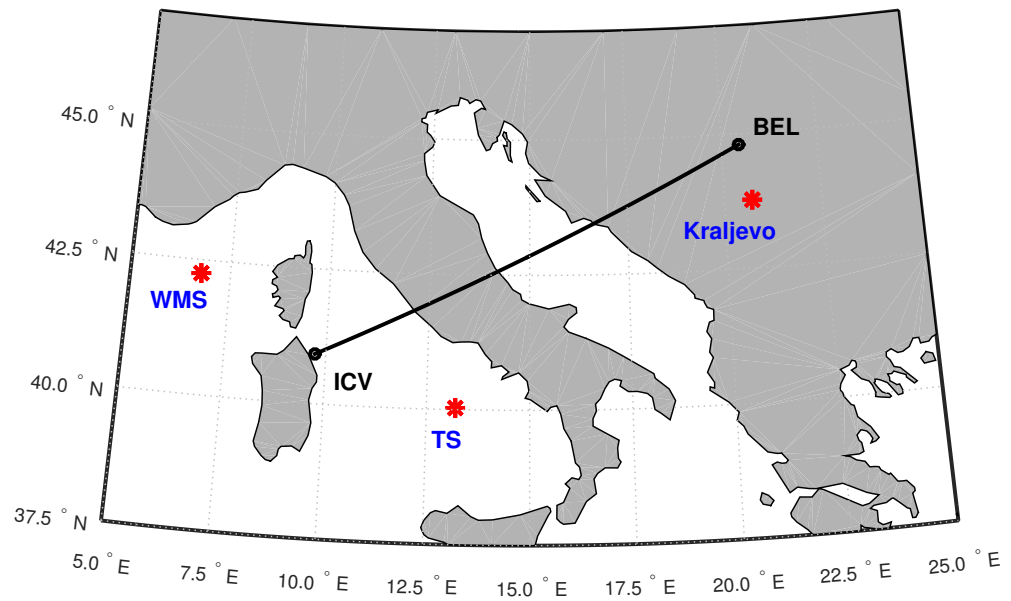 45.0 ° N
BEL
Kraljevo
42.5 ° N
WMS
40.0 ° N
ICV
TS
37.5 ° N
5.0 ° E
7.5 ° E
10.0 ° E
12.5 ° E
15.0 ° E
17.5 ° E
20.0 ° E
22.5 ° E
25.0 ° E